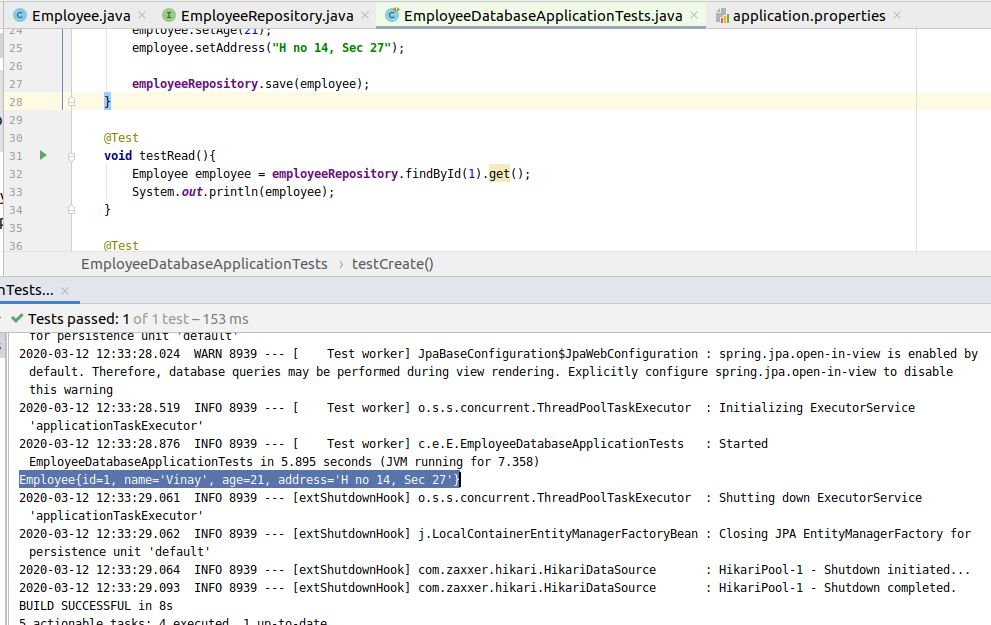 Employee.java × EmployeeRepository.java × EmployeeDatabaseApplicationTests.java × application.properties ×
24 employee.setAge(21);
25 employee.setAddress("H no 14, Sec 27");
26
27 employeeRepository.save(employee);
28 }
29
30 @Test
31 void testRead(){
32 Employee employee = employeeRepository.findById(1).get();
33 System.out.println(employee);
34 }
35
36 @Test
EmployeeDatabaseApplicationTests › testCreate()
nTests... ×
Tests passed: 1 of 1 test – 153 ms
for persistence unit 'default'
2020-03-12 12:33:28.024 WARN 8939 --- [ Test worker] JpaBaseConfiguration$JpaWebConfiguration : spring.jpa.open-in-view is enabled by
default. Therefore, database queries may be performed during view rendering. Explicitly configure spring.jpa.open-in-view to disable
this warning
2020-03-12 12:33:28.519 INFO 8939 --- [ Test worker] o.s.s.concurrent.ThreadPoolTaskExecutor : Initializing ExecutorService
'applicationTaskExecutor'
2020-03-12 12:33:28.876 INFO 8939 --- [ Test worker] c.e.E.EmployeeDatabaseApplicationTests : Started
EmployeeDatabaseApplicationTests in 5.895 seconds (JVM running for 7.358)
Employee{id=1, name='Vinay', age=21, address='H no 14, Sec 27'}
2020-03-12 12:33:29.061 INFO 8939 --- [extShutdownHook] o.s.s.concurrent.ThreadPoolTaskExecutor : Shutting down ExecutorService
'applicationTaskExecutor'
2020-03-12 12:33:29.062 INFO 8939 --- [extShutdownHook] j.LocalContainerEntityManagerFactoryBean : Closing JPA EntityManagerFactory for
persistence unit 'default'
2020-03-12 12:33:29.064 INFO 8939 --- [extShutdownHook] com.zaxxer.hikari.HikariDataSource : HikariPool-1 - Shutdown initiated...
2020-03-12 12:33:29.093 INFO 8939 --- [extShutdownHook] com.zaxxer.hikari.HikariDataSource : HikariPool-1 - Shutdown completed.
BUILD SUCCESSFUL in 8s
5 actionable tasks: 4 executed, 1 up-to-date